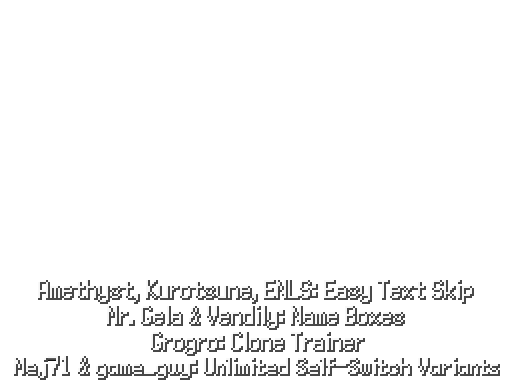 Amethyst, Kurotsune, ENLS: Easy Text Skip
Mr. Gela & Vendily: Name Boxes
Grogro: Clone Trainer
Maj71 & game_guy: Unlimited Self-Switch Variants